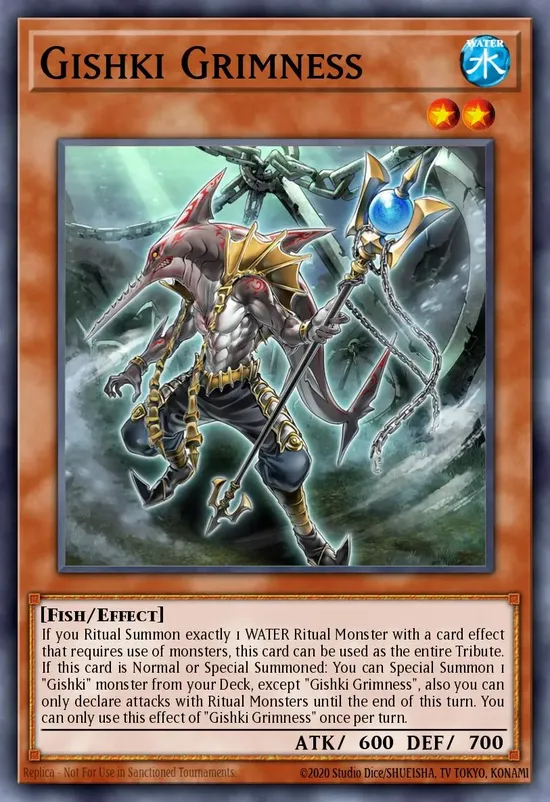 Gishki Grimness
WATER
水
[Fish/Effect]
If you Ritual Summon exactly 1 WATER Ritual Monster with a card effect
that requires use of monsters, this card can be used as the entire Tribute.
If this card is Normal or Special Summoned: You can Special Summon 1
"Gishki" monster from your Deck, except "Gishki Grimness", also you can
only declare attacks with Ritual Monsters until the end of this turn. You
can only use this effect of "Gishki Grimness" once per turn.
ATK/ 600 DEF/ 700
Replica - Not For Use in Sanctioned Tournaments
©2020 Studio Dice/SHUEISHA, TV TOKYO, KONAMI